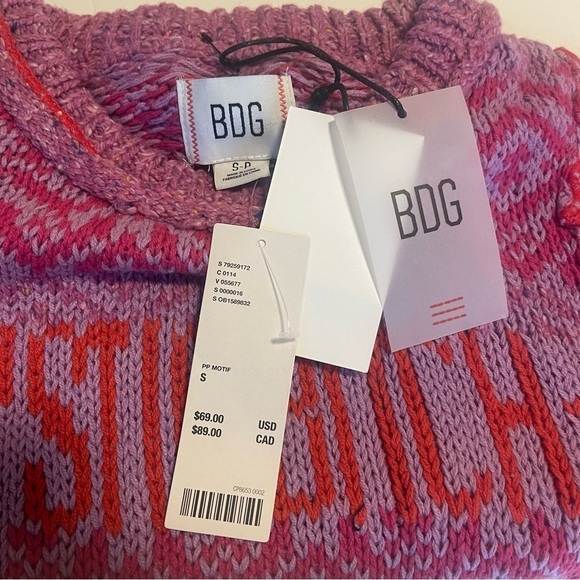 BDG
S-P
BDG
S 79259172
C 0114
V 055677
S 0000016
S OB1589832
PP MOTIF
S
$69.00 USD
$89.00 CAD
CP8653 0002